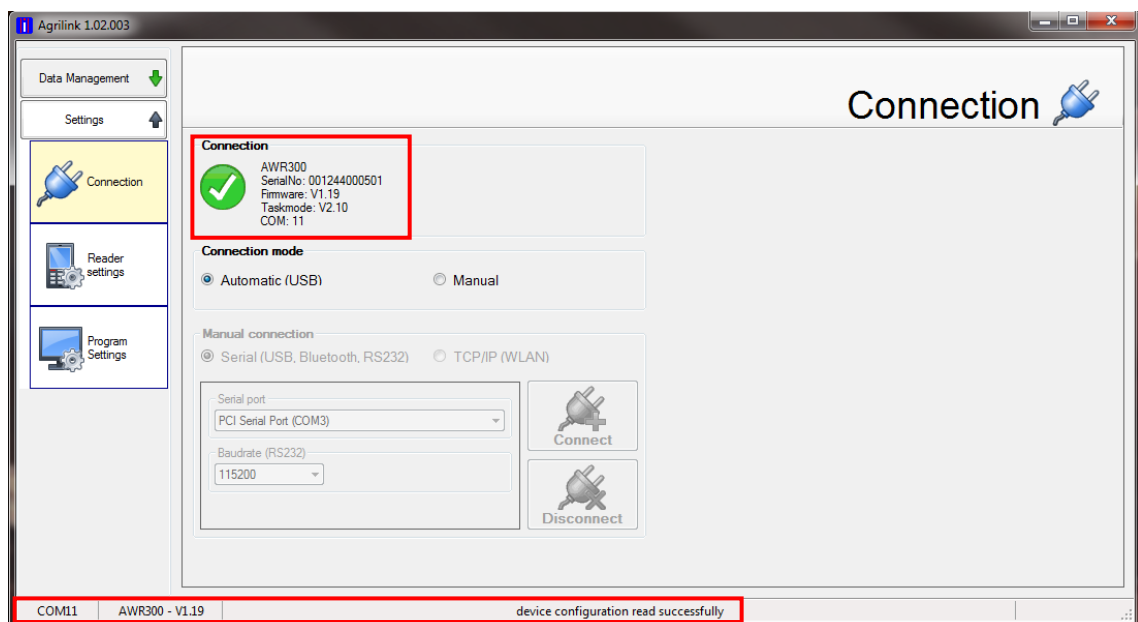 Agrilink 1.02.003
Data Management
Settings
Connection
Reader
settings
Program
Settings
Connection
Connection
AWR300
SerialNo: 001244000501
Firmware: V1.19
Taskmode: V2.10
COM: 11
Connection mode
Automatic (USB) Manual
Manual connection
Serial (USB, Bluetooth, RS232) TCP/IP (WLAN)
Serial port
PCI Serial Port (COM3)
Baudrate (RS232)
115200
Connect
Disconnect
COM11 AWR300 - V1.19 device configuration read successfully